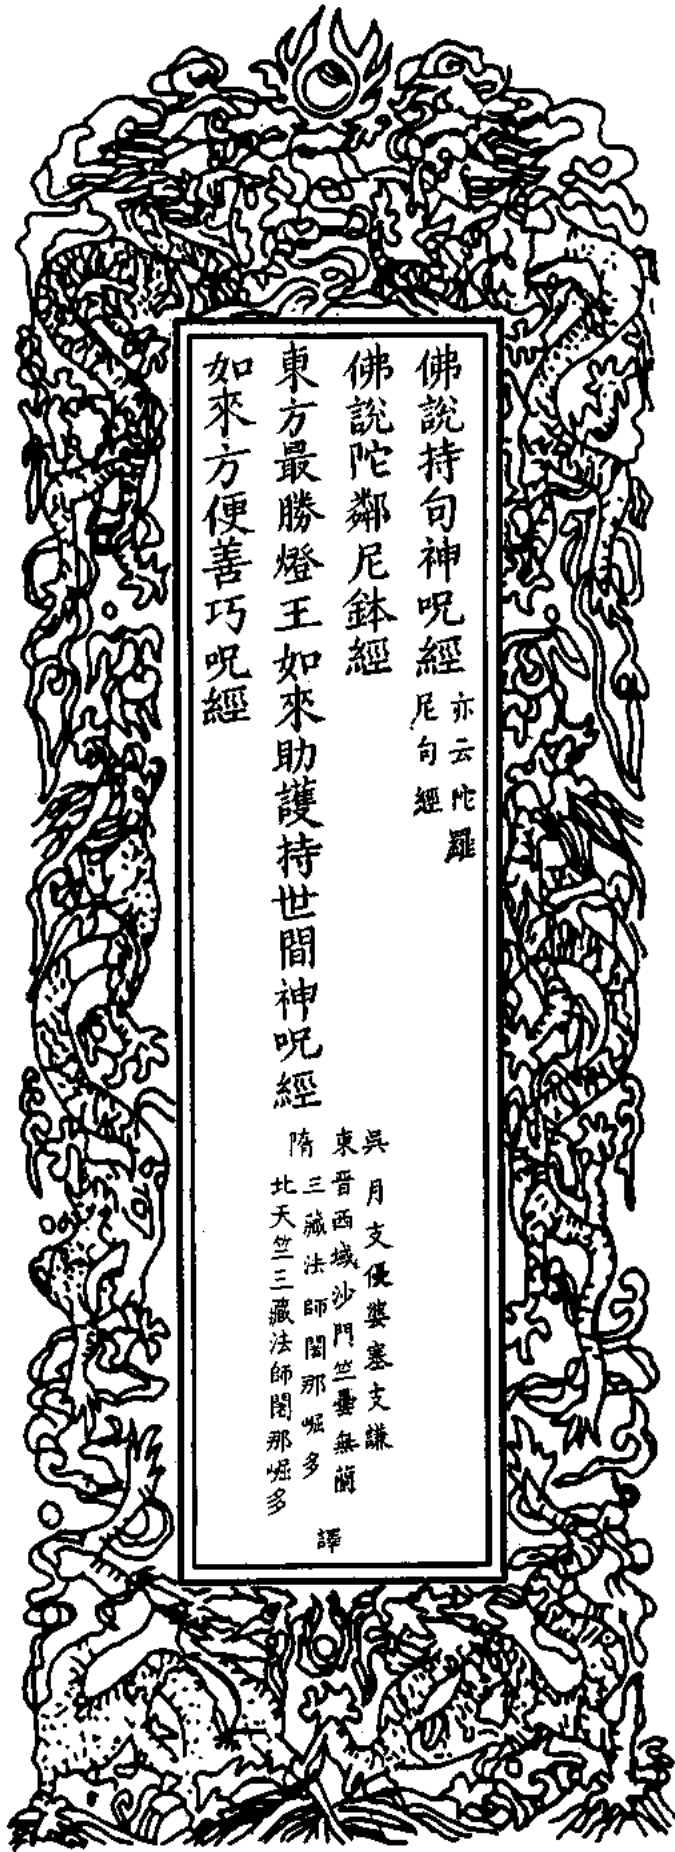 佛說持句神呪經
亦云陀羅
尼句經
佛說陀鄰尼鉢經
東方最勝燈王如來助護持世間神呪經
如來方便善巧呪經
吳月支優婆塞支謙
東晉西域沙門竺曇無蘭
隋三藏法師闍那崛多
北天竺三藏法師闍那崛多
譯